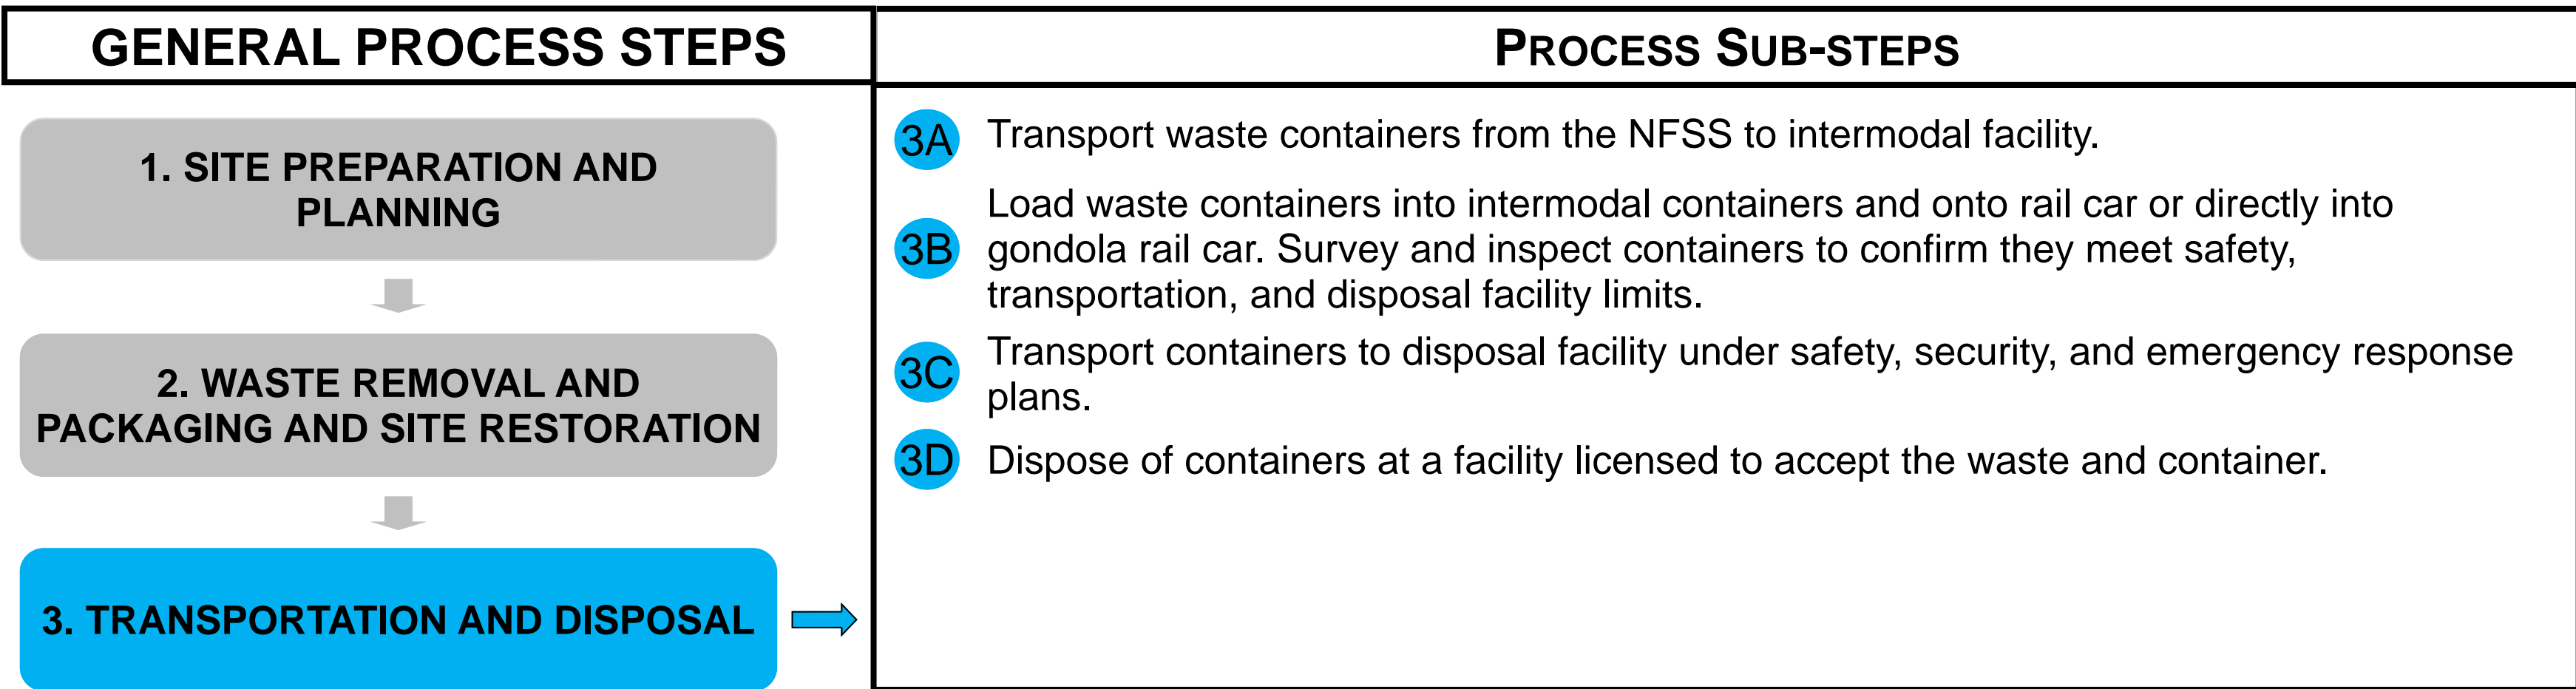 GENERAL PROCESS STEPS
PROCESS SUB-STEPS
1. SITE PREPARATION AND
PLANNING
2. WASTE REMOVAL AND
PACKAGING AND SITE RESTORATION
3. TRANSPORTATION AND DISPOSAL
3A Transport waste containers from the NFSS to intermodal facility.
3B Load waste containers into intermodal containers and onto rail car or directly into
gondola rail car. Survey and inspect containers to confirm they meet safety,
transportation, and disposal facility limits.
3C Transport containers to disposal facility under safety, security, and emergency response
plans.
3D Dispose of containers at a facility licensed to accept the waste and container.